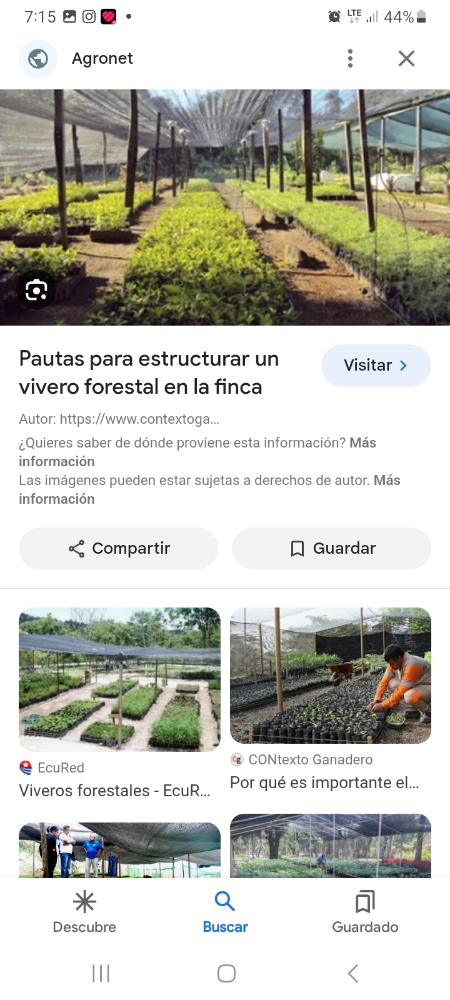 7:15
LTE
44%
Agronet
Pautas para estructurar un
vivero forestal en la finca
Visitar
Autor: https://www.contextoga...
¿Quieres saber de dónde proviene esta información? Más
información
Las imágenes pueden estar sujetas a derechos de autor. Más
información
Compartir
Guardar
EcuRed
Viveros forestales - EcuR...
Cg CONtexto Ganadero
Por qué es importante el...
Descubre
Buscar
Guardado